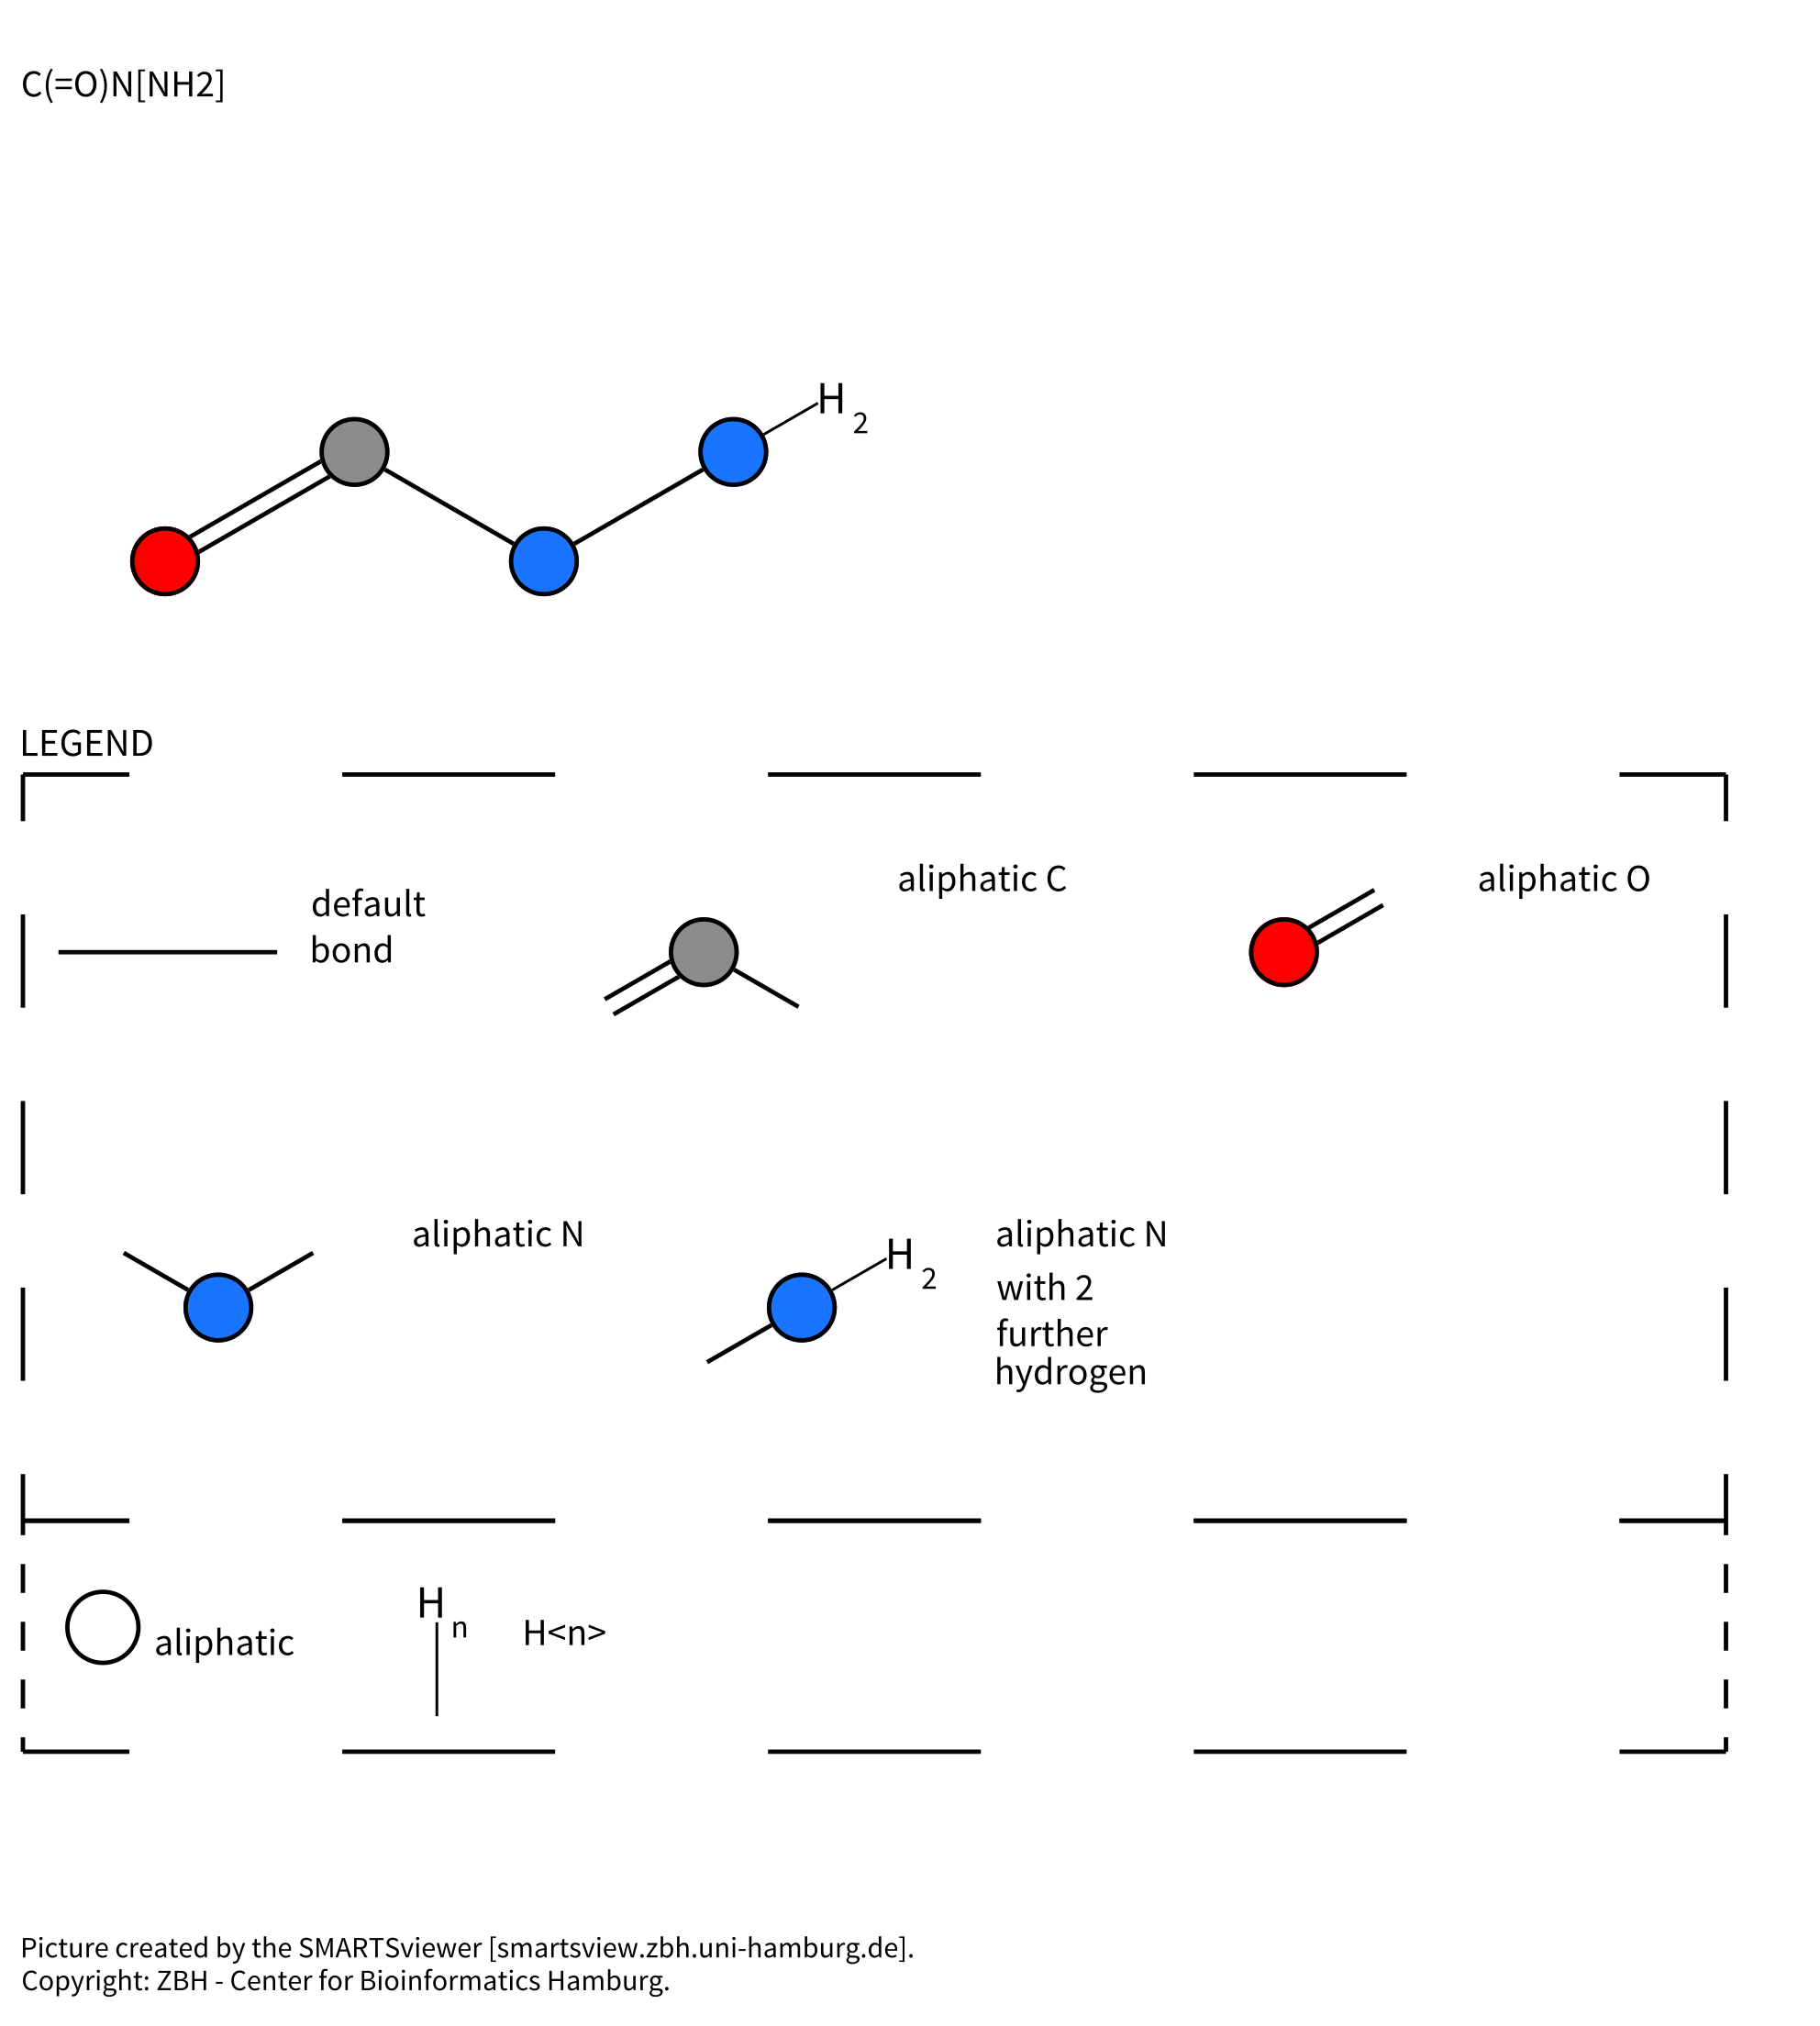 C(=O)N[NH2]
H
2
LEGEND
default
bond
aliphatic C
aliphatic O
aliphatic N
H
2
aliphatic N
with 2
further
hydrogen
aliphatic
H
n
H<n>
Picture created by the SMARTSviewer [smartsview.zbh.uni-hamburg.de].
Copyright: ZBH - Center for Bioinformatics Hamburg.